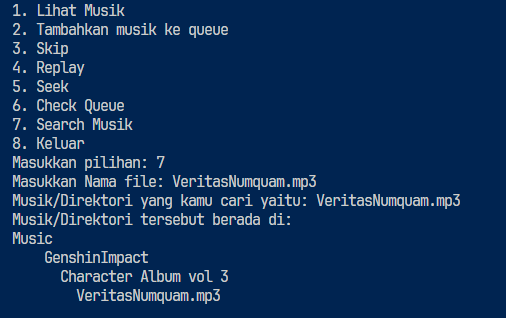 1. Lihat Musik
2. Tambahkan musik ke queue
3. Skip
4. Replay
5. Seek
6. Check Queue
7. Search Musik
8. Keluar
Masukkan pilihan: 7
Masukkan Nama file: VeritasNumquam.mp3
Musik/Direktori yang kamu cari yaitu: VeritasNumquam.mp3
Musik/Direktori tersebut berada di:
Music
    GenshinImpact
      Character Album vol 3
        VeritasNumquam.mp3